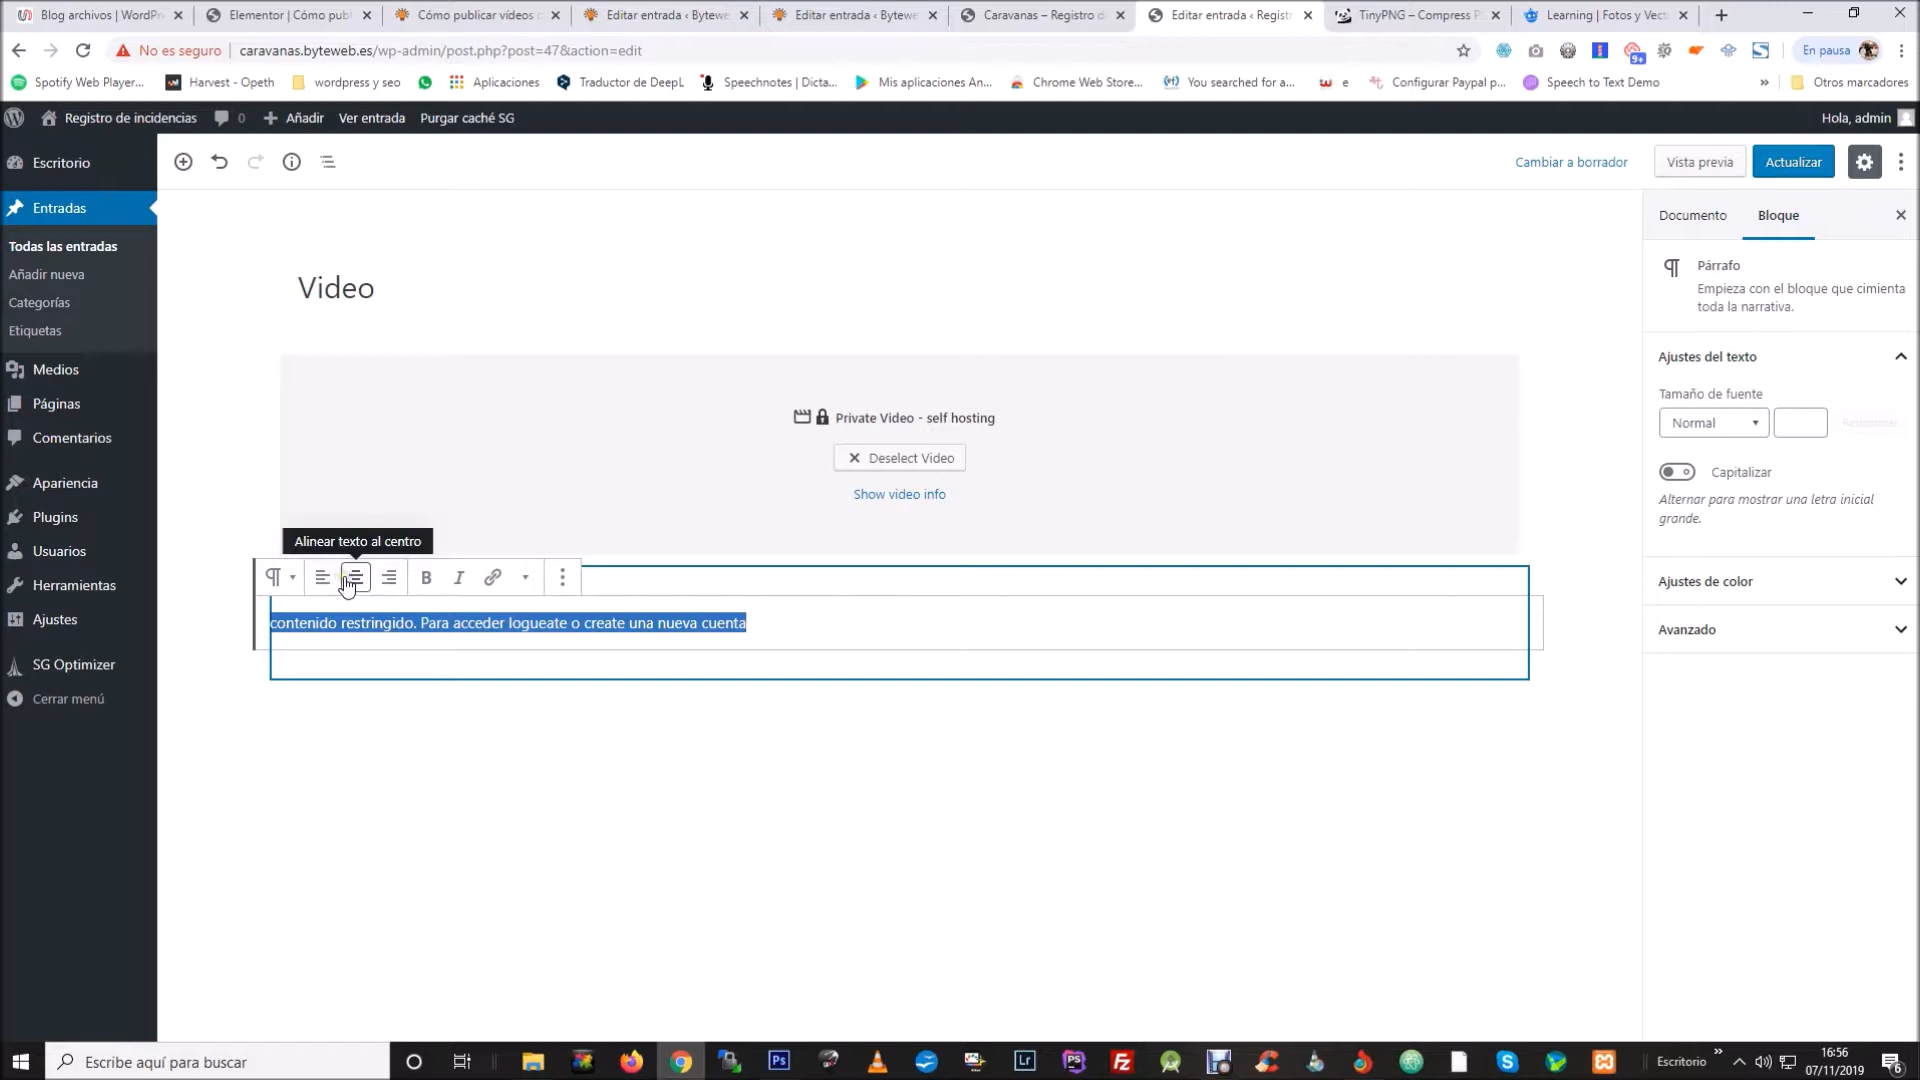 Blog archivos | WordPr
Elementor | Cómo publ
Cómo publicar vídeos d
Editar entrada ‹ Bytewe
Editar entrada ‹ Bytewe
Caravanas – Registro d
Editar entrada ‹ Registr
TinyPNG – Compress P
Learning | Fotos y Vect
No es seguro | caravanas.byteweb.es/wp-admin/post.php?post=47&action=edit
9+
En pausa
Spotify Web Player...
Harvest - Opeth
wordpress y seo
Aplicaciones
Traductor de DeepL
Speechnotes | Dicta...
Mis aplicaciones An...
Chrome Web Store...
You searched for a...
e
Configurar Paypal p...
Speech to Text Demo
»
Otros marcadores
Registro de incidencias
0
Añadir
Ver entrada
Purgar caché SG
Hola, admin
Escritorio
Entradas
Todas las entradas
Añadir nueva
Categorías
Etiquetas
Medios
Páginas
Comentarios
Apariencia
Plugins
Usuarios
Herramientas
Ajustes
SG Optimizer
Cerrar menú
Cambiar a borrador
Vista previa
Actualizar
Video
Private Video - self hosting
Deselect Video
Show video info
Alinear texto al centro
B I
contenido restringido. Para acceder logueate o create una nueva cuenta
Documento
Bloque
Párrafo
Empieza con el bloque que cimienta
toda la narrativa.
Ajustes del texto
Tamaño de fuente
Normal
Capitalizar
Alternar para mostrar una letra inicial
grande.
Ajustes de color
Avanzado
Escribe aquí para buscar
Ps
Lr
PS
Fz
Escritorio
»
16:56
07/11/2019
6